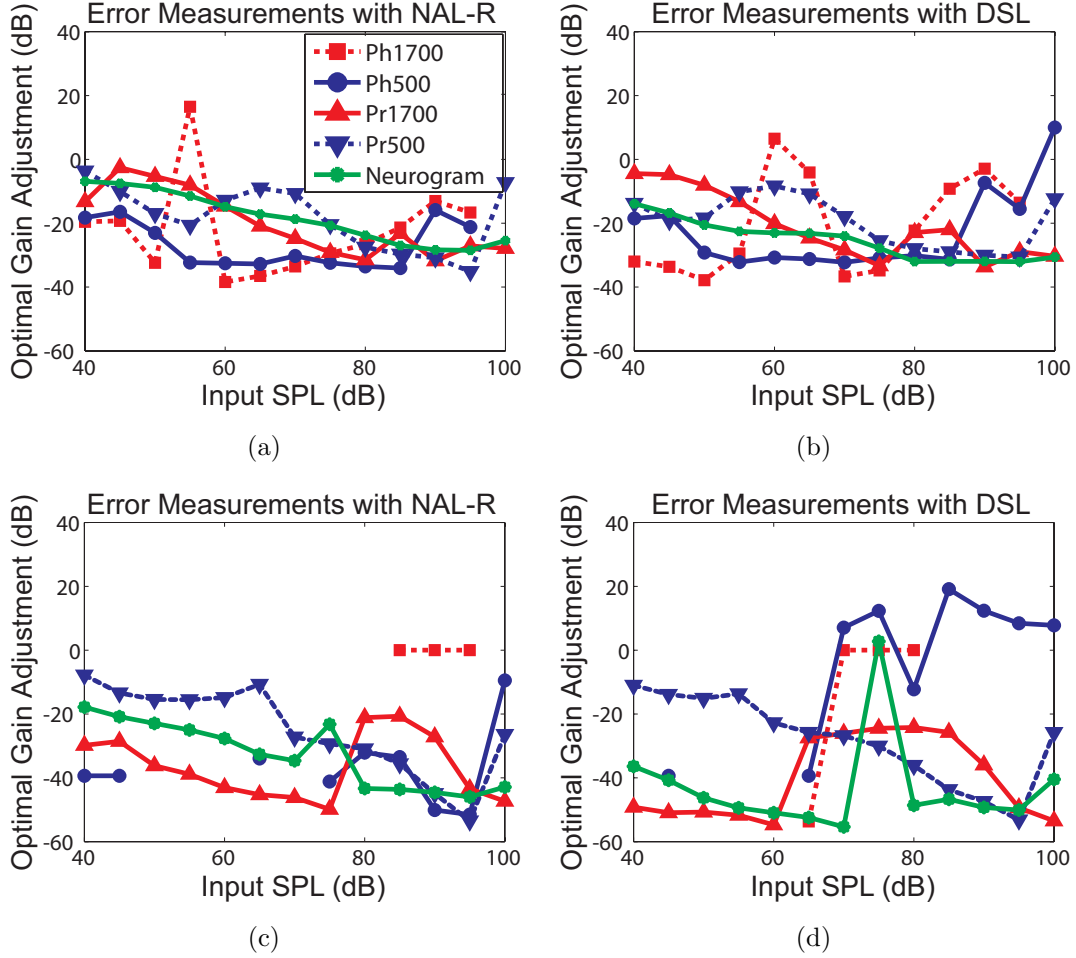 Error Measurements with NAL-R
Optimal Gain Adjustment (dB)
40
20
0
-20
-40
-60
Ph1700
Ph500
Pr1700
Pr500
Neurogram
40 60 80 100
Input SPL (dB)
(a)
Error Measurements with DSL
Optimal Gain Adjustment (dB)
40
20
0
-20
-40
-60
40 60 80 100
Input SPL (dB)
(b)
Error Measurements with NAL-R
Optimal Gain Adjustment (dB)
40
20
0
-20
-40
-60
40 60 80 100
Input SPL (dB)
(c)
Error Measurements with DSL
Optimal Gain Adjustment (dB)
40
20
0
-20
-40
-60
40 60 80 100
Input SPL (dB)
(d)